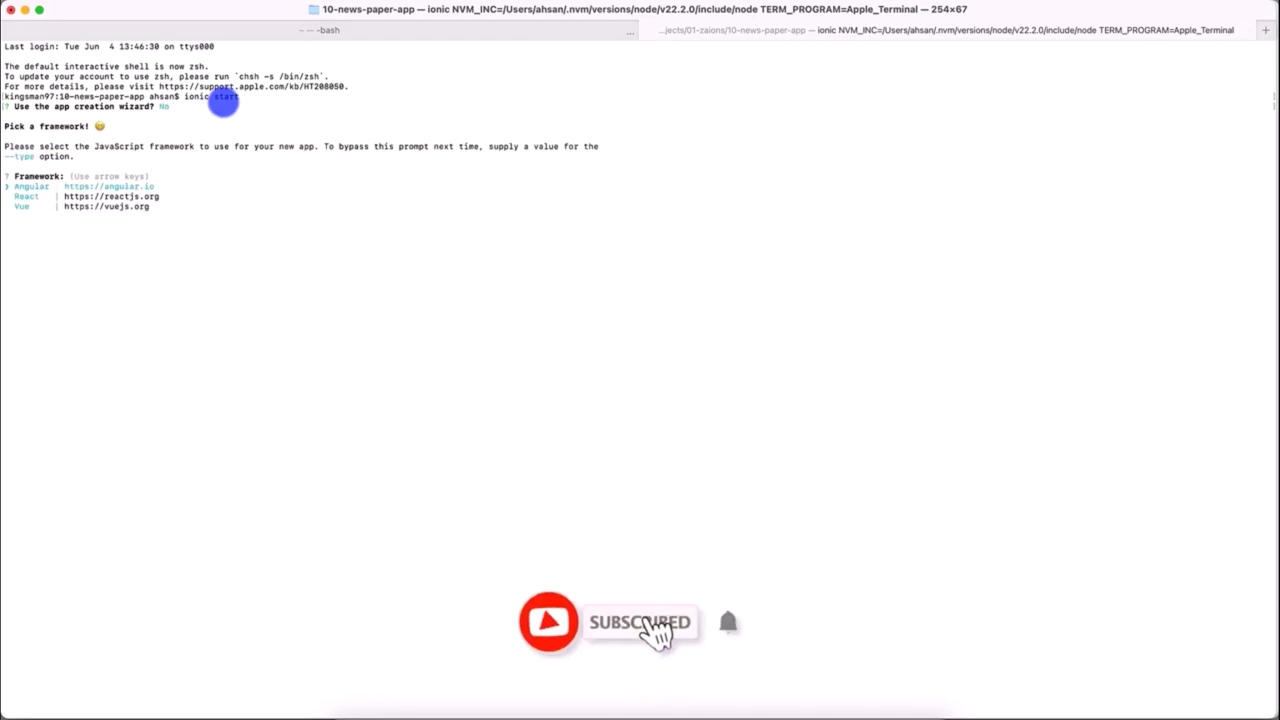 10-news-paper-app — ionic NVM_INC=/Users/ahsan/.nvm/versions/node/v22.2.0/include/node TERM_PROGRAM=Apple_Terminal — 254×67
~ — -bash
...
...jects/01-zaions/10-news-paper-app — ionic NVM_INC=/Users/ahsan/.nvm/versions/node/v22.2.0/include/node TERM_PROGRAM=Apple_Terminal
+
Last login: Tue Jun  4 13:46:30 on ttys000
The default interactive shell is now zsh.
To update your account to use zsh, please run `chsh -s /bin/zsh`.
For more details, please visit https://support.apple.com/kb/HT208050.
[kingsman97:10-news-paper-app ahsan$ ionic start
[? Use the app creation wizard? No
Pick a framework! 😁
Please select the JavaScript framework to use for your new app. To bypass this prompt next time, supply a value for the
--type option.
? Framework: (Use arrow keys)
❯ Angular | https://angular.io
React | https://reactjs.org
Vue | https://vuejs.org
SUBSCRIBED